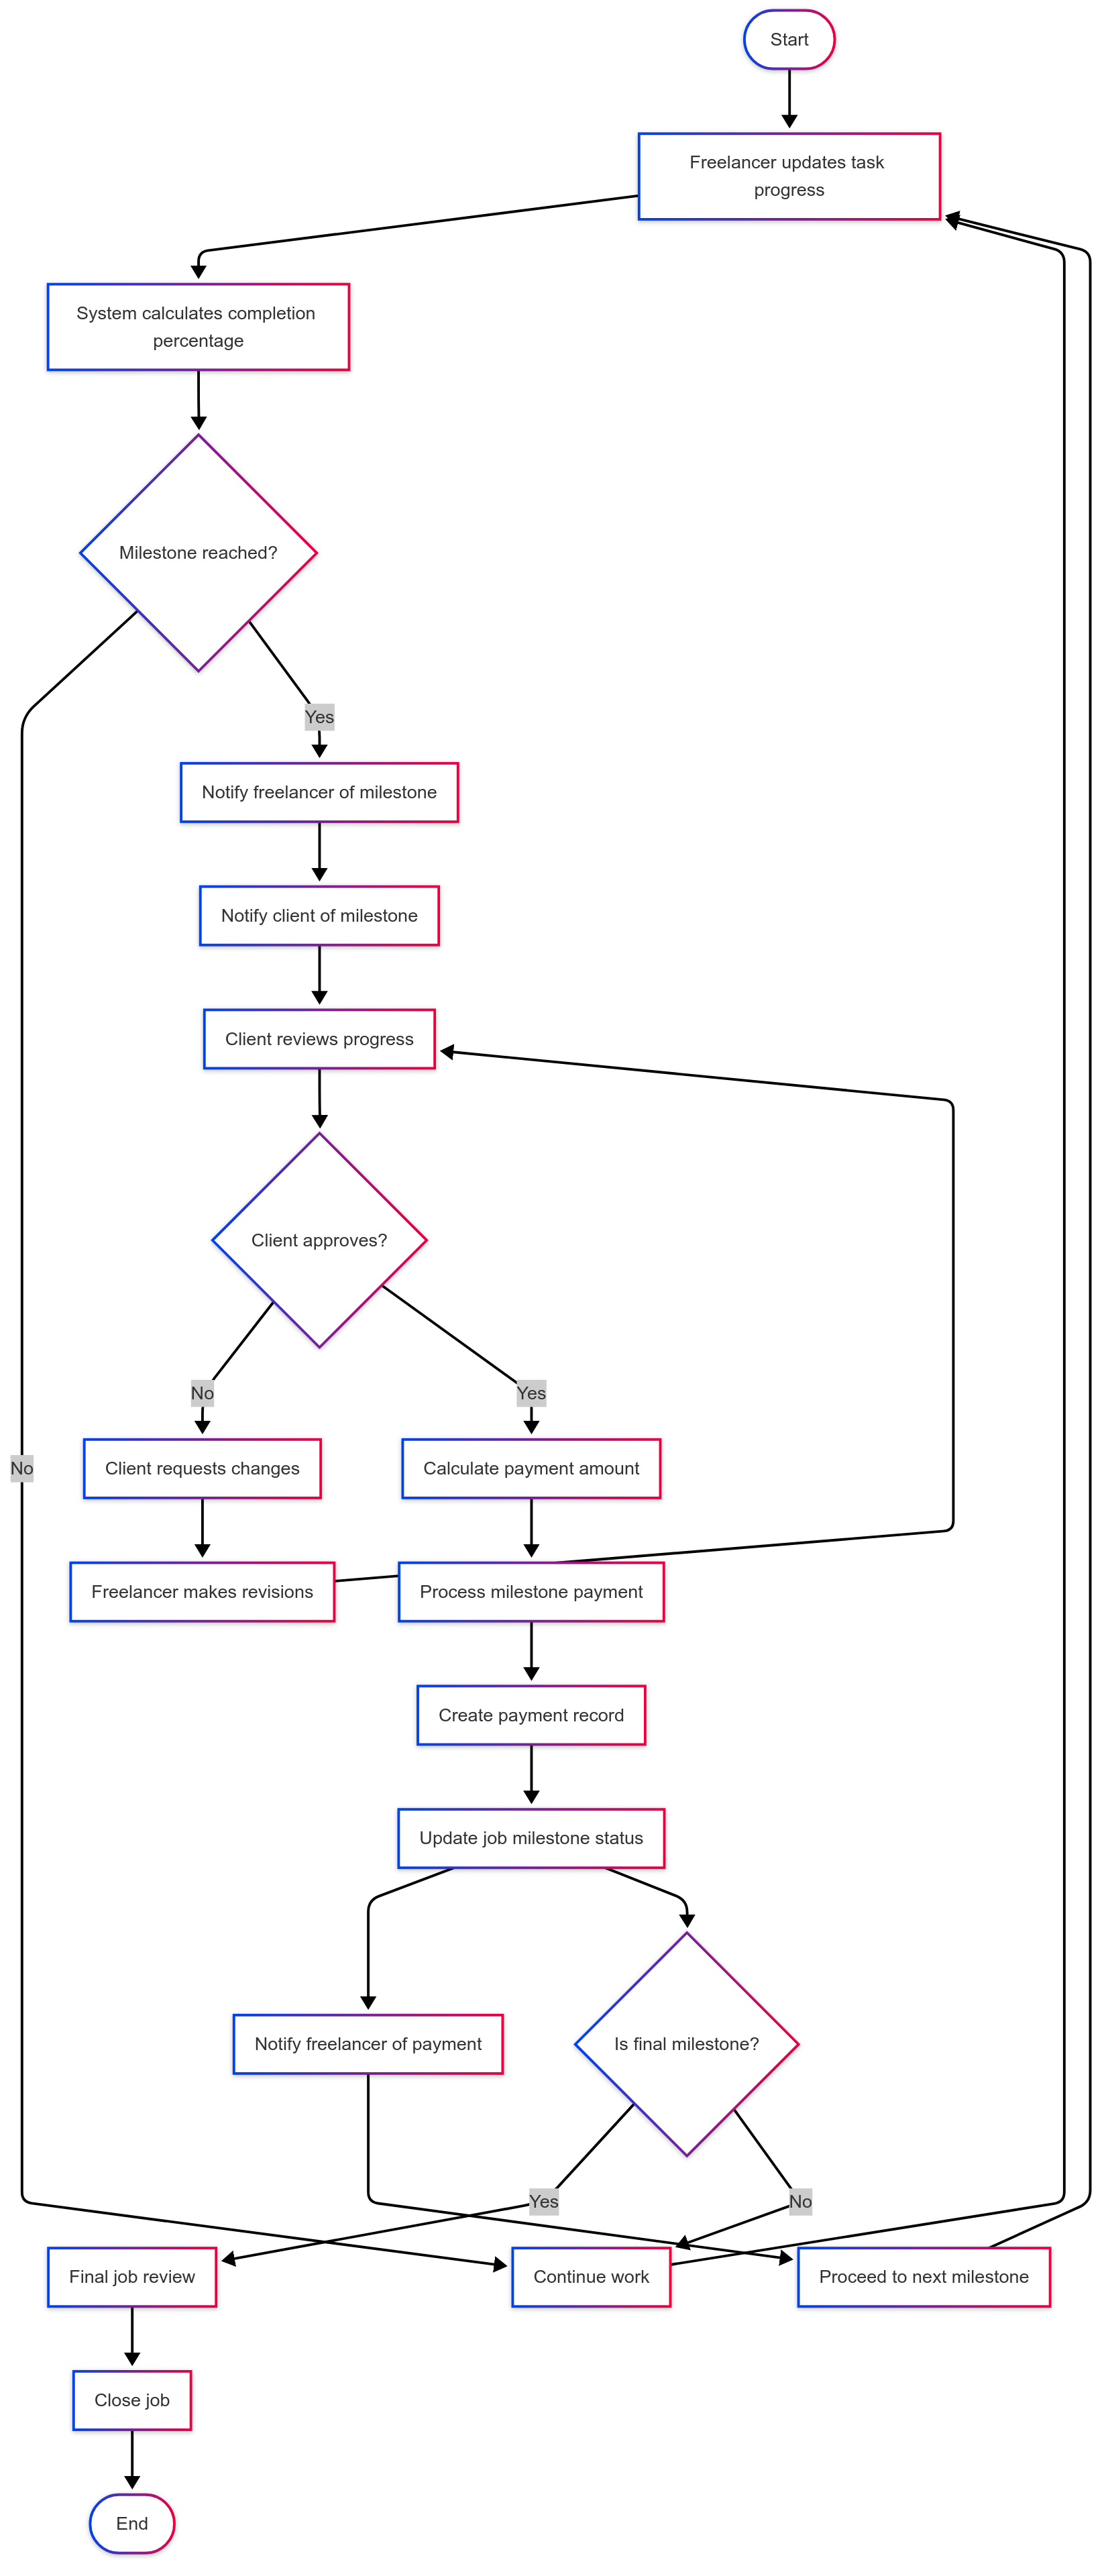 Start
Freelancer updates task
progress
System calculates completion
percentage
Milestone reached?
Yes
Notify freelancer of milestone
Notify client of milestone
Client reviews progress
Client approves?
No
Yes
Client requests changes
Calculate payment amount
No
Freelancer makes revisions
Process milestone payment
Create payment record
Update job milestone status
Notify freelancer of payment
Is final milestone?
Yes
No
Final job review
Continue work
Proceed to next milestone
Close job
End